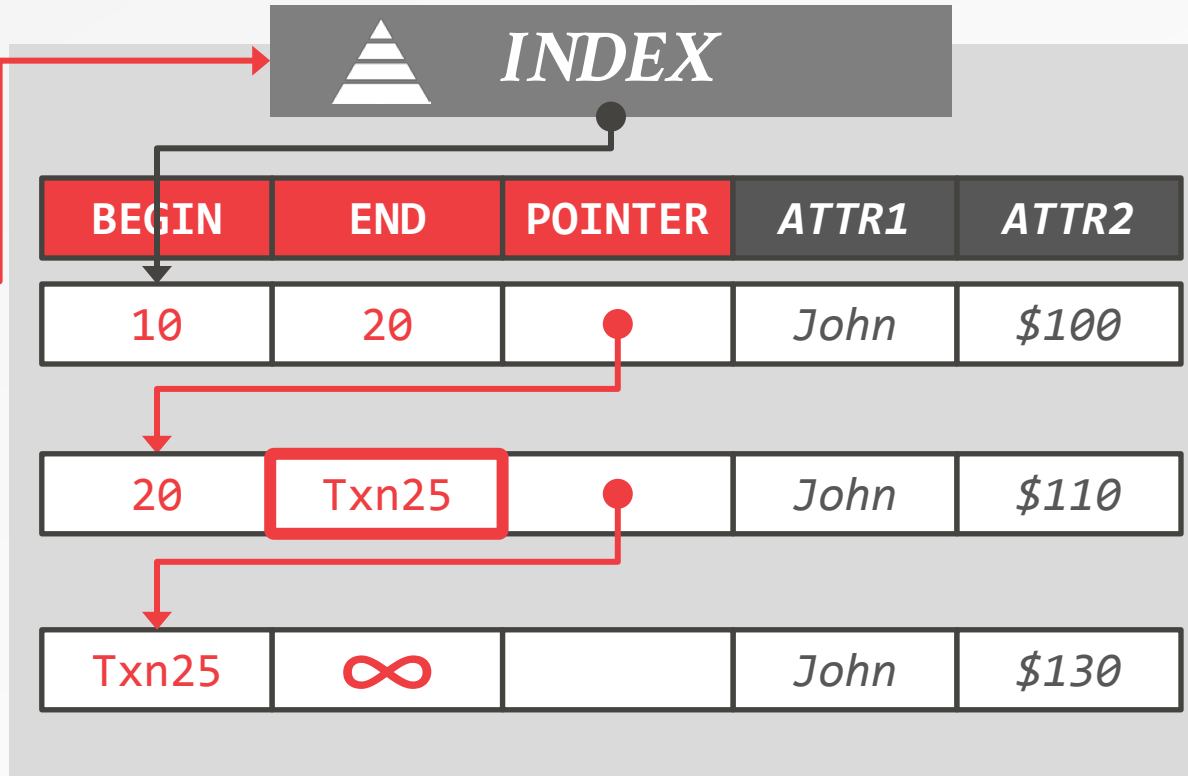 INDEX
BEGIN END POINTER ATTR1 ATTR2
10 20 John $100
20 Txn25 John $110
Txn25 ∞ John $130